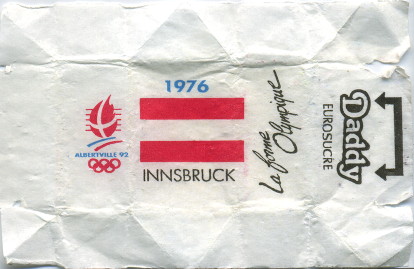 1976
ALBERTVILLE 92
INNSBRUCK
La forme
Olympique
Daddy
EUROSUCRE